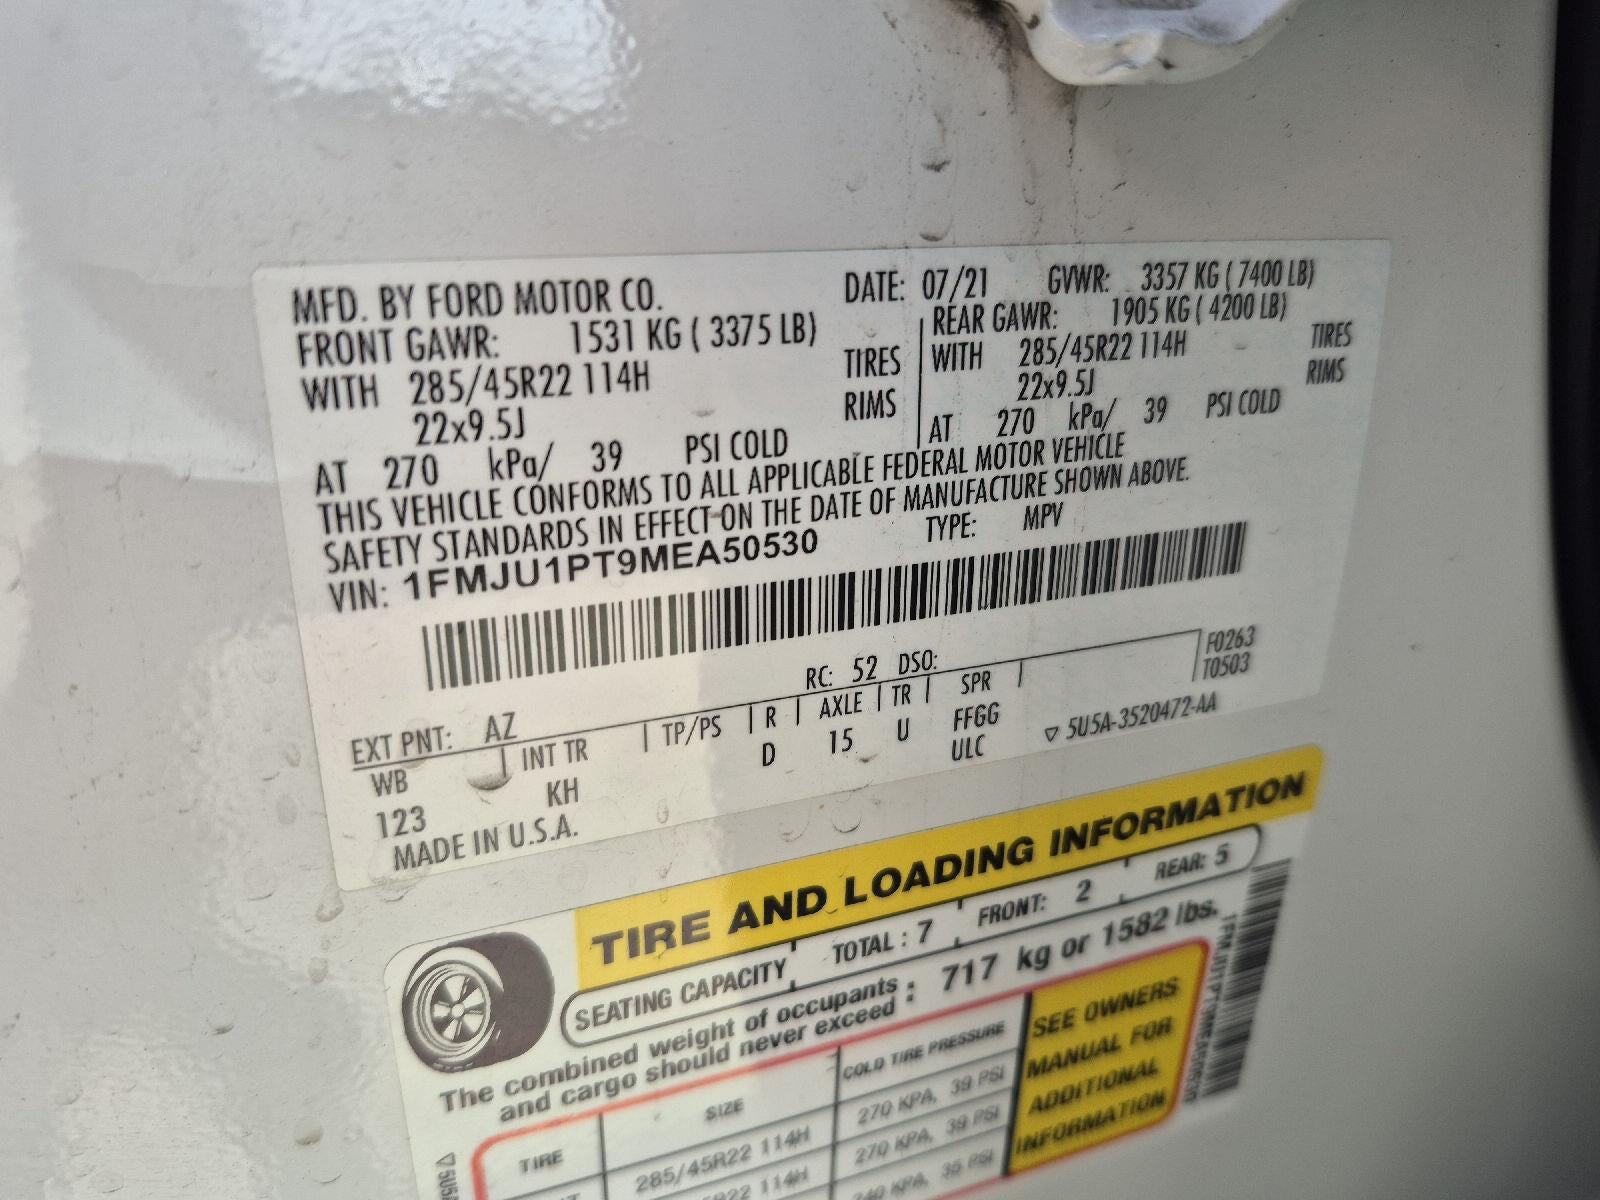 MFD. BY FORD MOTOR CO. DATE: 07/21 GVWR: 3357 KG ( 7400 LB)
FRONT GAWR: 1531 KG ( 3375 LB) REAR GAWR: 1905 KG ( 4200 LB)
WITH 285/45R22 114H TIRES WITH 285/45R22 114H TIRES
22x9.5J RIMS 22x9.5J RIMS
AT 270 kPa/ 39 PSI COLD AT 270 kPa/ 39 PSI COLD
THIS VEHICLE CONFORMS TO ALL APPLICABLE FEDERAL MOTOR VEHICLE
SAFETY STANDARDS IN EFFECT ON THE DATE OF MANUFACTURE SHOWN ABOVE.
VIN: 1FMJU1PT9MEA50530 TYPE: MPV
F0263
T0503
EXT PNT: AZ RC: 52 DSO:
WB INT TR TP/PS R AXLE TR SPR
123 KH D 15 U FFGG
ULC
MADE IN U.S.A. ▽ 5U5A-3520472-AA
TIRE AND LOADING INFORMATION
SEATING CAPACITY TOTAL : 7 FRONT: 2 REAR: 5
The combined weight of occupants
and cargo should never exceed : 717 kg or 1582 lbs.
TIRE SIZE COLD TIRE PRESSURE
285/45R22 114H 270 KPA, 39 PSI
114H 270 KPA, 39 PSI
240 KPA, 35 PSI
SEE OWNERS
MANUAL FOR
ADDITIONAL
INFORMATION
1FMJU1PT9MEA50530